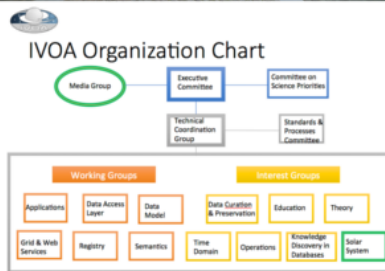 IVOA Organization Chart
Media Group
Executive
Committee
Committee on
Science Priorities
Technical
Coordination
Group
Standards &
Processes
Committee
Working Groups
Interest Groups
Applications
Data Access
Layer
Data
Model
Data Curation
& Preservation
Education
Theory
Grid & Web
Services
Registry
Semantics
Time
Domain
Operations
Knowledge
Discovery in
Databases
Solar
System